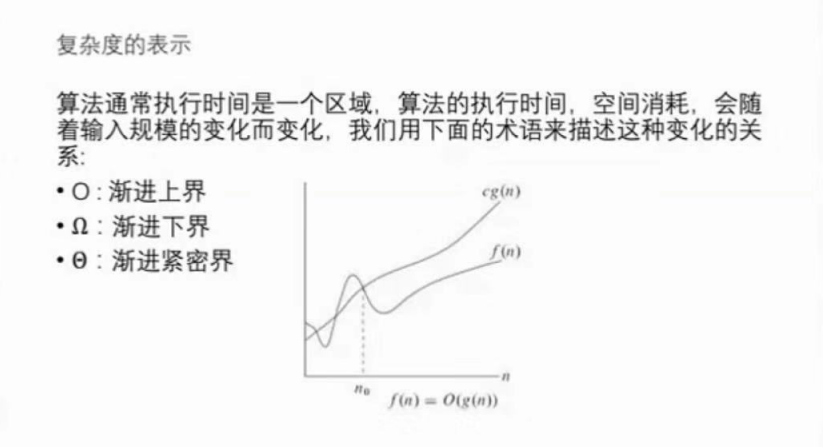 复杂度的表示
算法通常执行时间是一个区域，算法的执行时间，空间消耗，会随
着输入规模的变化而变化，我们用下面的术语来描述这种变化的关
系:
• O : 渐进上界
• Ω : 渐进下界
• Θ : 渐进紧密界
cg(n)
f(n)
n
n₀
f(n) = O(g(n))